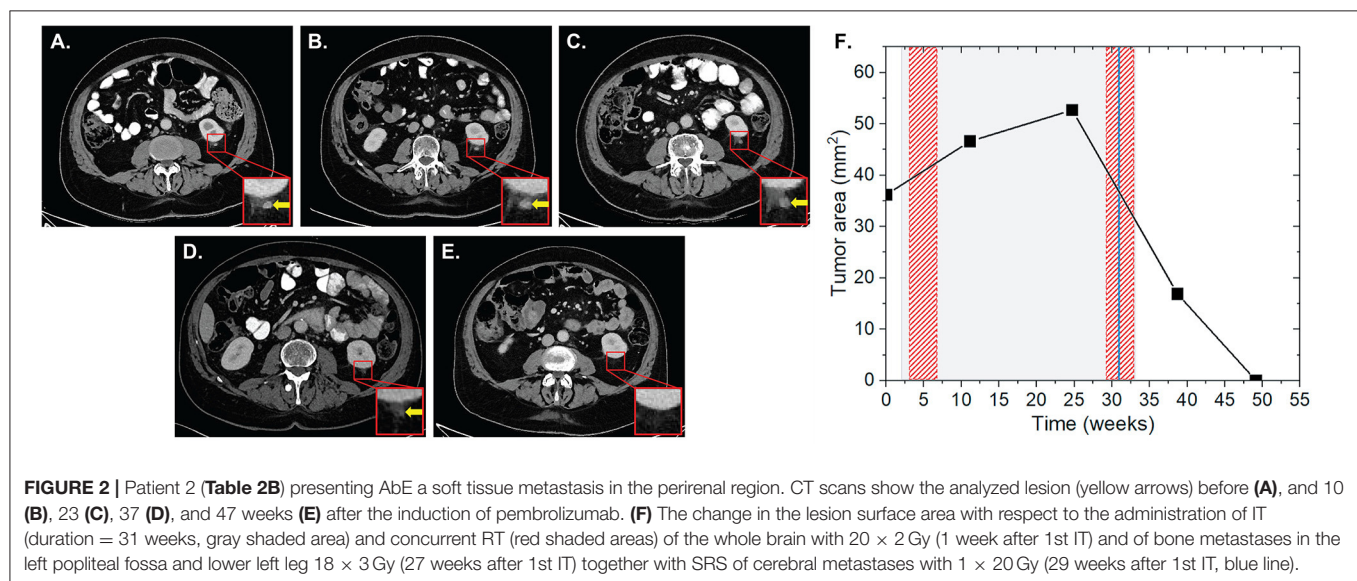 A.
B.
C.
D.
E.
F.
Tumor area (mm²)
60
50
40
30
20
10
0
0 5 10 15 20 25 30 35 40 45 50 55
Time (weeks)
FIGURE 2 | Patient 2 (Table 2B) presenting AbE a soft tissue metastasis in the perirenal region. CT scans show the analyzed lesion (yellow arrows) before (A), and 10
(B), 23 (C), 37 (D), and 47 weeks (E) after the induction of pembrolizumab. (F) The change in the lesion surface area with respect to the administration of IT
(duration = 31 weeks, gray shaded area) and concurrent RT (red shaded areas) of the whole brain with 20 × 2 Gy (1 week after 1st IT) and of bone metastases in the
left popliteal fossa and lower left leg 18 × 3 Gy (27 weeks after 1st IT) together with SRS of cerebral metastases with 1 × 20 Gy (29 weeks after 1st IT, blue line).